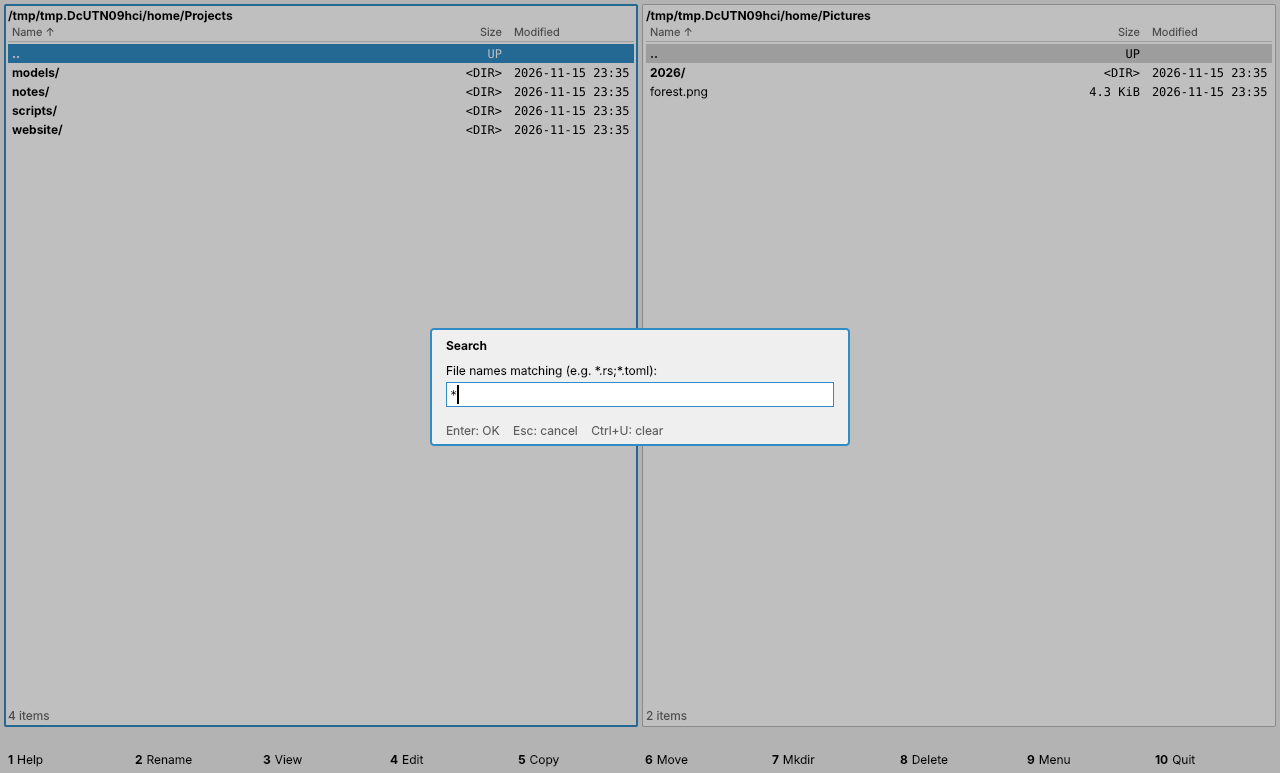 /tmp/tmp.DcUTN09hci/home/Projects
Name ↑ Size Modified
.. UP
models/ <DIR> 2026-11-15 23:35
notes/ <DIR> 2026-11-15 23:35
scripts/ <DIR> 2026-11-15 23:35
website/ <DIR> 2026-11-15 23:35
4 items
/tmp/tmp.DcUTN09hci/home/Pictures
Name ↑ Size Modified
.. UP
2026/ <DIR> 2026-11-15 23:35
forest.png 4.3 KiB 2026-11-15 23:35
2 items
Search
File names matching (e.g. *.rs;*.toml):
*
Enter: OK Esc: cancel Ctrl+U: clear
1 Help 2 Rename 3 View 4 Edit 5 Copy 6 Move 7 Mkdir 8 Delete 9 Menu 10 Quit